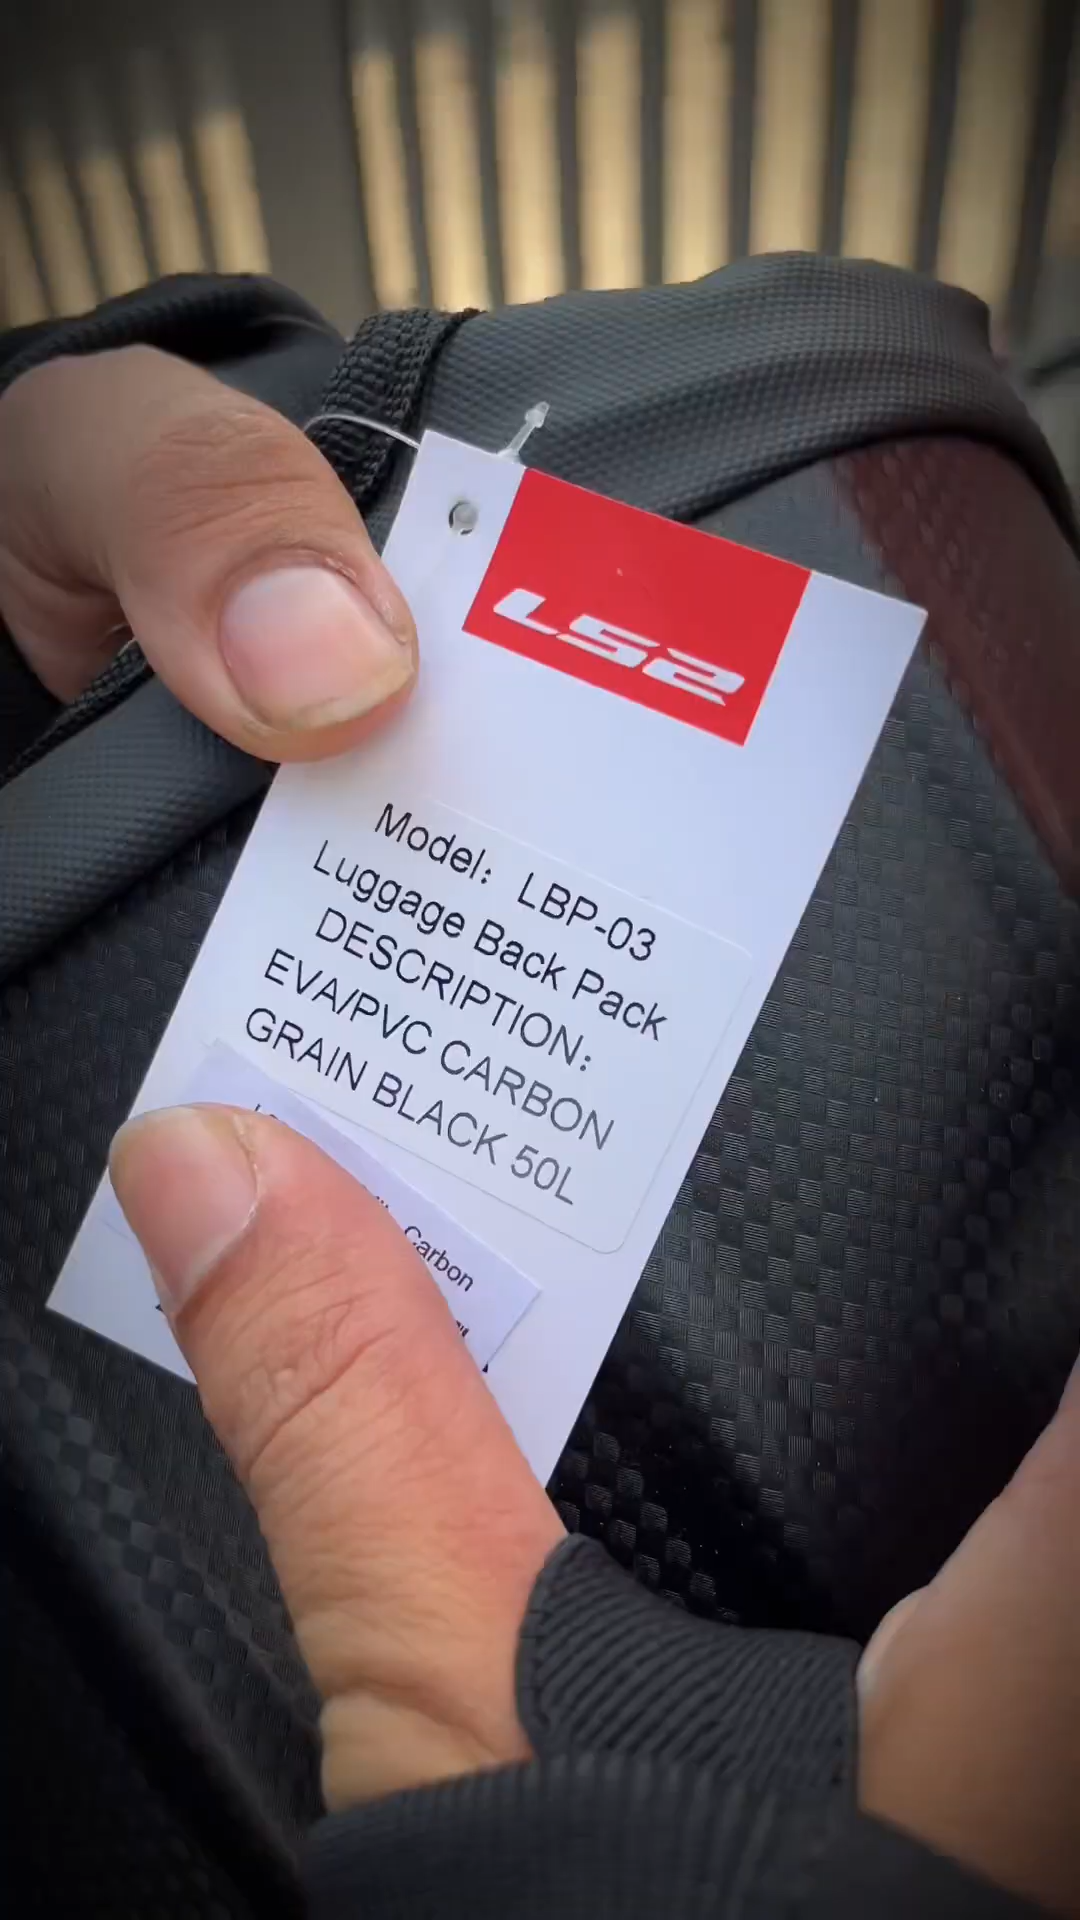 LS2
Model: LBP-03
Luggage Back Pack
DESCRIPTION:
EVA/PVC CARBON
GRAIN BLACK 50L
Carbon